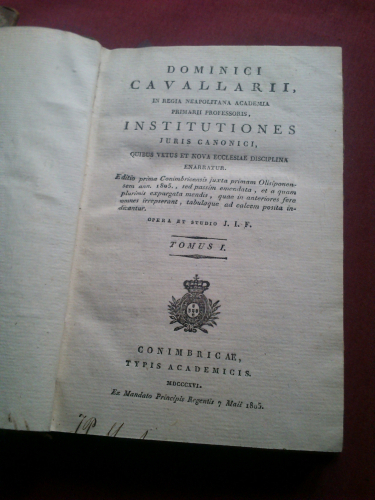 DOMINICI
CAVALLARII,
IN REGIA NEAPOLITANA ACADEMIA
PRIMARII PROFESSORIS,
INSTITUTIONES
JURIS CANONICI,
QUIBUS VETUS ET NOVA ECCLESIAE DISCIPLINA
ENARRATUR.
Editio prima Conimbricensis juxta primam Olisiponen-
sem ann. 1803., sed passim emendata, et a quam
plurimis expurgata mendis, quae in anteriores fere
omnes irrepserant, tabulaque ad calcem posita in-
dicantur.
OPERA ET STUDIO J. I. F.
TOMUS I.
CONIMBRICAE,
TYPIS ACADEMICIS.
MDCCCXVI.
Ex Mandato Principis Regentis 7 Maii 1803.